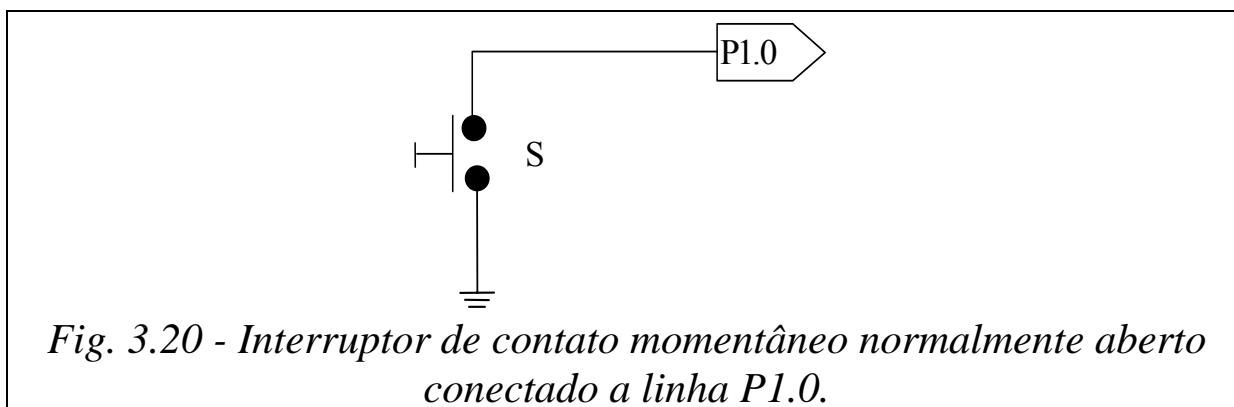 P1.0
S
Fig. 3.20 - Interruptor de contato momentâneo normalmente aberto
conectado a linha P1.0.